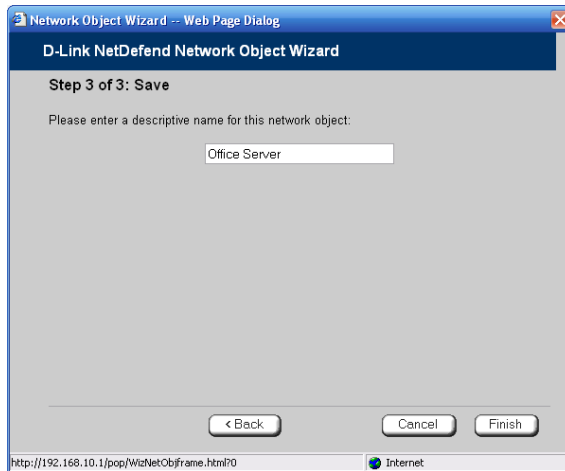 Network Object Wizard -- Web Page Dialog
D-Link NetDefend Network Object Wizard
Step 3 of 3: Save
Please enter a descriptive name for this network object:
Office Server
< Back
Cancel
Finish
http://192.168.10.1/pop/WizNetObjframe.html?0
Internet